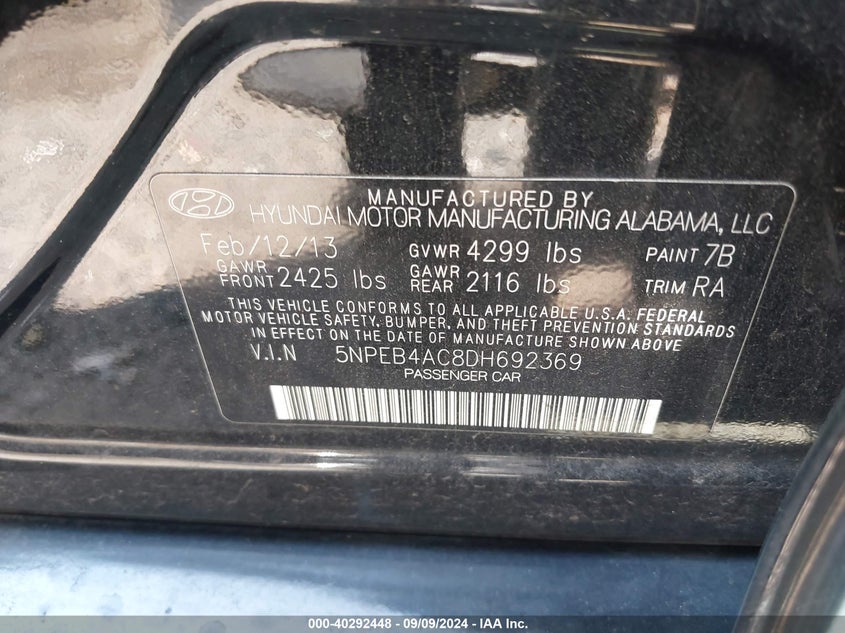 MANUFACTURED BY
HYUNDAI MOTOR MANUFACTURING ALABAMA, LLC
Feb/12/13 GVWR 4299 lbs PAINT 7B
GAWR FRONT 2425 lbs GAWR REAR 2116 lbs TRIM RA
THIS VEHICLE CONFORMS TO ALL APPLICABLE U.S.A. FEDERAL
MOTOR VEHICLE SAFETY, BUMPER, AND THEFT PREVENTION STANDARDS
IN EFFECT ON THE DATE OF MANUFACTURE SHOWN ABOVE
V.I.N 5NPEB4AC8DH692369
PASSENGER CAR
000-40292448 - 09/09/2024 - IAA Inc.